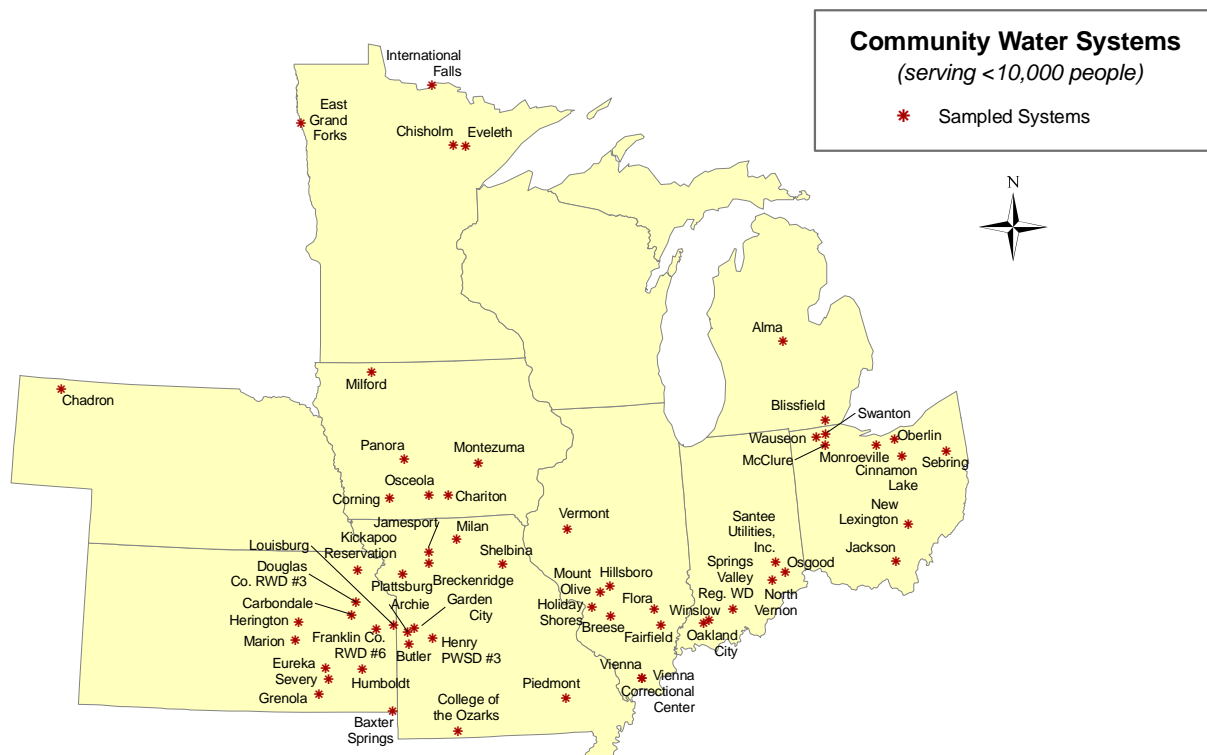 Community Water Systems
(serving <10,000 people)
Sampled Systems
N
International
Falls
East
Grand
Forks
Chisholm
Eveleth
Alma
Milford
Chadron
Blissfield
Swanton
Wauseon
McClure
Oberlin
Monroeville
Cinnamon
Lake
Sebring
Panora
Montezuma
Osceola
Corning
Chariton
New
Lexington
Jackson
Vermont
Santee
Utilities,
Inc.
Osgood
Springs
Valley
Reg. WD
North
Vernon
Jamesport
Milan
Kickapoo
Reservation
Shelbina
Louisburg
Douglas
Co. RWD #3
Plattsburg
Breckenridge
Mount
Olive
Hillsboro
Holiday
Shores
Flora
Breese
Fairfield
Winslow
Oakland
City
Carbondale
Archie
Garden
City
Herington
Marion
Franklin Co.
RWD #6
Butler
Henry
PWSD #3
Eureka
Severy
Grenola
Humboldt
Vienna
Vienna
Correctional
Center
Piedmont
College of
the Ozarks
Baxter
Springs